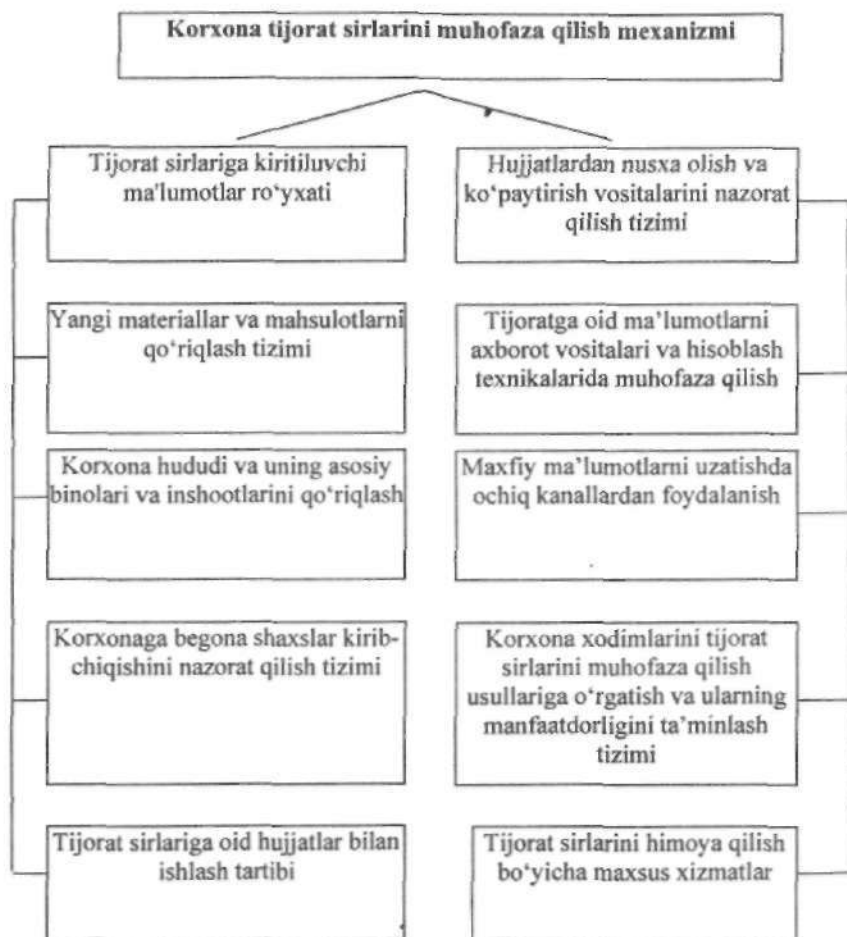 Korxona tijorat sirlarini muhofaza qilish mexanizmi
Tijorat sirlariga kiritiluvchi
ma'lumotlar ro‘yxati
Hujjatlardan nusxa olish va
ko‘paytirish vositalarini nazorat
qilish tizimi
Yangi materiallar va mahsulotlarni
qo‘riqlash tizimi
Tijoratga oid ma’lumotlarni
axborot vositalari va hisoblash
texnikalarida muhofaza qilish
Korxona hududi va uning asosiy
binolari va inshootlarini qo‘riqlash
Maxfiy ma’lumotlarni uzatishda
ochiq kanallardan foydalanish
Korxonaga begona shaxslar kirib-
chiqishini nazorat qilish tizimi
Korxona xodimlarini tijorat
sirlarini muhofaza qilish
usullariga o‘rgatish va ularning
manfaatdorligini ta’minlash
tizimi
Tijorat sirlariga oid hujjatlar bilan
ishlash tartibi
Tijorat sirlarini himoya qilish
bo‘yicha maxsus xizmatlar